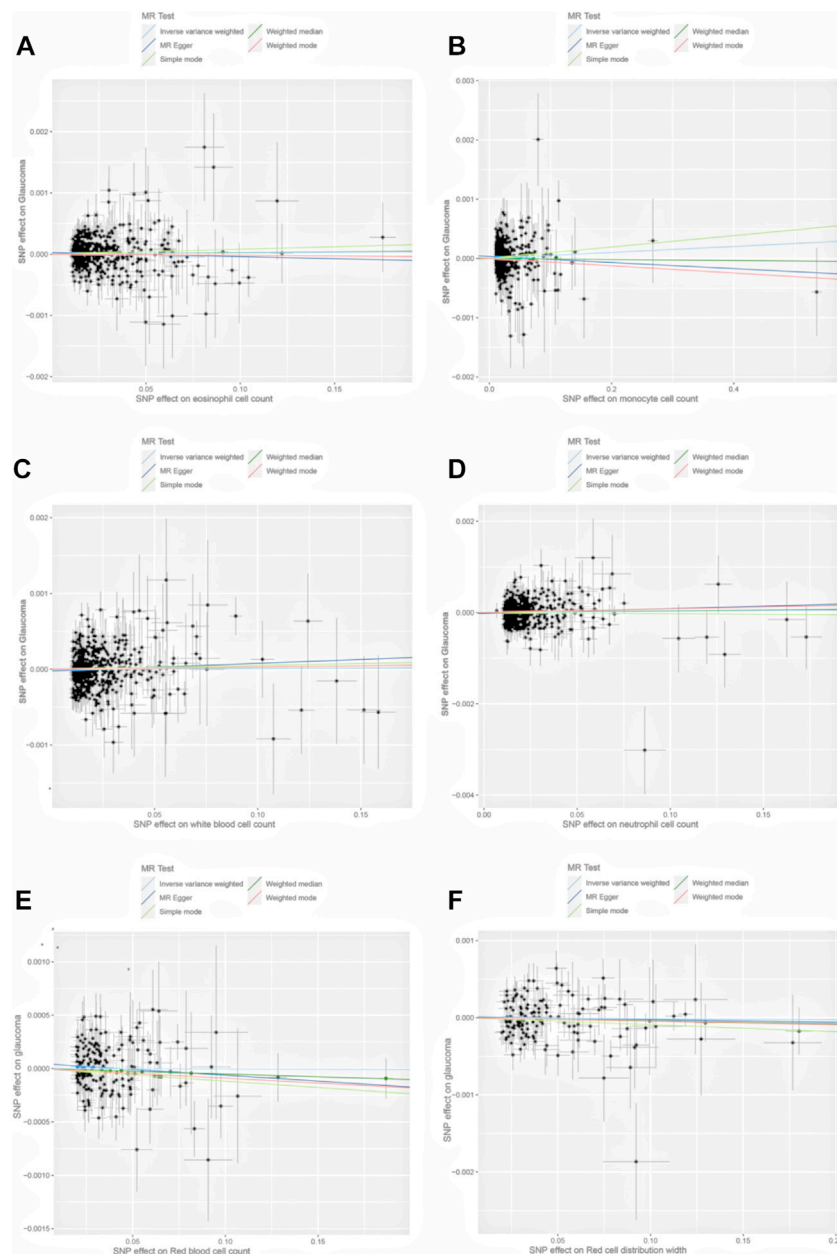 A
MR Test
Inverse variance weighted
Weighted median
MR Egger
Weighted mode
Simple mode
SNP effect on Glaucoma
0.002
0.001
0.000
−0.001
−0.002
0.05
0.10
0.15
SNP effect on eosinophil cell count
B
MR Test
Inverse variance weighted
Weighted median
MR Egger
Weighted mode
Simple mode
SNP effect on Glaucoma
0.003
0.002
0.001
0.000
−0.001
−0.002
0.0
0.2
0.4
SNP effect on monocyte cell count
C
MR Test
Inverse variance weighted
Weighted median
MR Egger
Weighted mode
Simple mode
SNP effect on Glaucoma
0.002
0.001
0.000
−0.001
0.05
0.10
0.15
SNP effect on white blood cell count
D
MR Test
Inverse variance weighted
Weighted median
MR Egger
Weighted mode
Simple mode
SNP effect on Glaucoma
0.002
0.000
−0.002
−0.004
0.00
0.05
0.10
0.15
SNP effect on neutrophil cell count
E
MR Test
Inverse variance weighted
Weighted median
MR Egger
Weighted mode
Simple mode
SNP effect on glaucoma
0.0010
0.0005
0.0000
−0.0005
−0.0010
−0.0015
0.05
0.10
0.15
SNP effect on Red blood cell count
F
MR Test
Inverse variance weighted
Weighted median
MR Egger
Weighted mode
Simple mode
SNP effect on glaucoma
0.001
0.000
−0.001
−0.002
0.05
0.10
0.15
SNP effect on Red cell distribution width